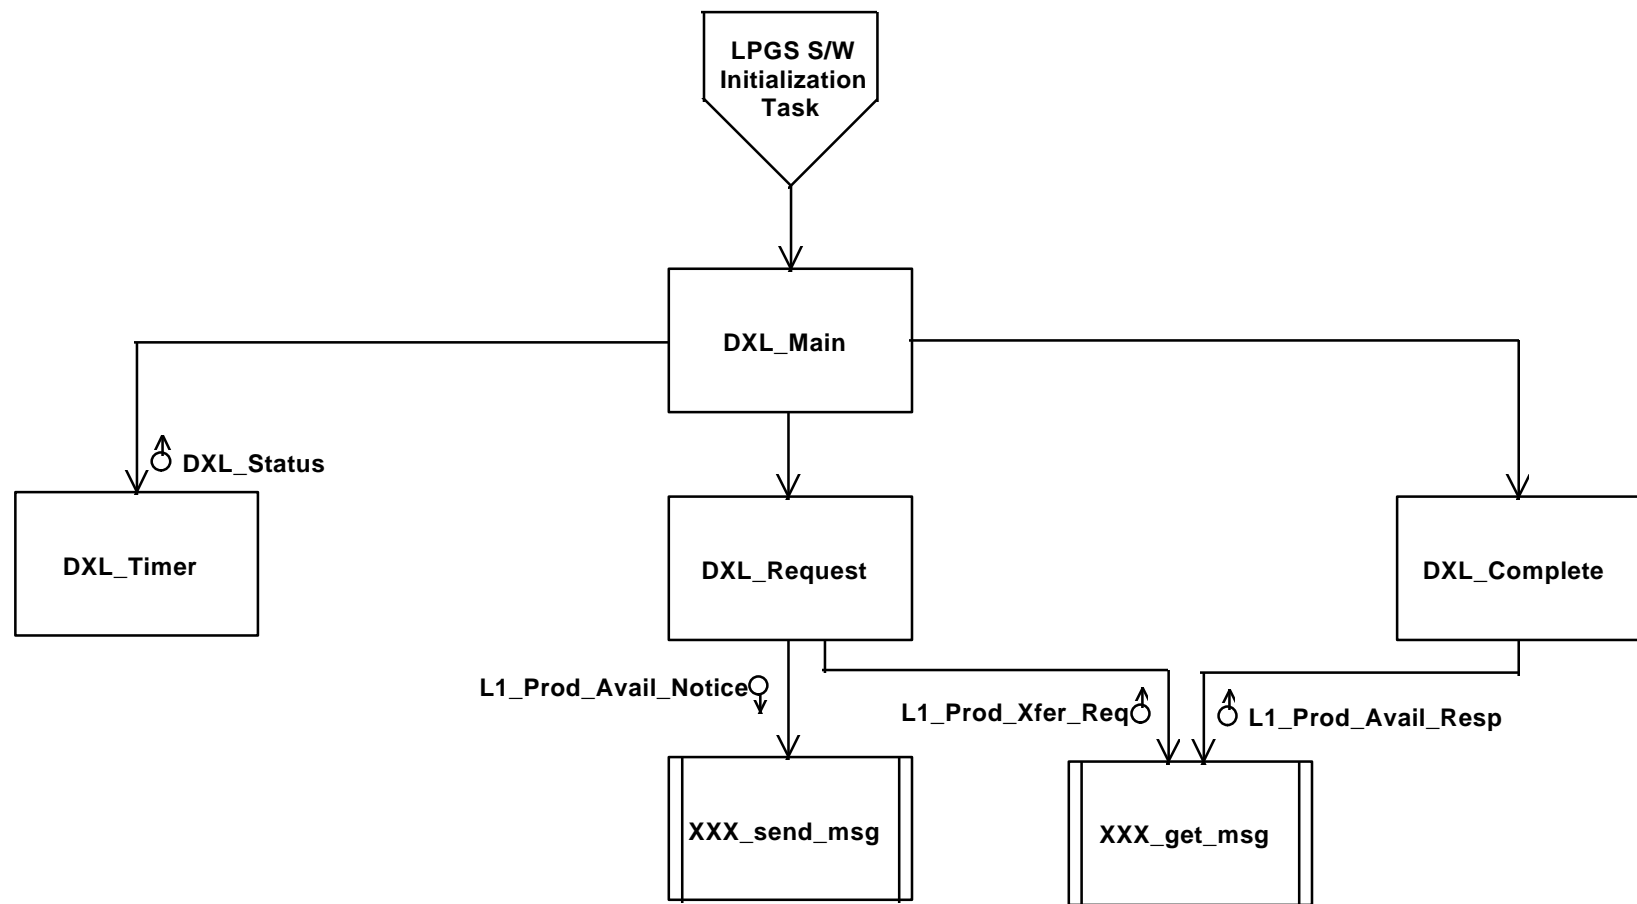 LPGS S/W
Initialization
Task
DXL_Main
DXL_Status
DXL_Timer
DXL_Request
DXL_Complete
L1_Prod_Avail_Notice
L1_Prod_Xfer_Req
L1_Prod_Avail_Resp
XXX_send_msg
XXX_get_msg